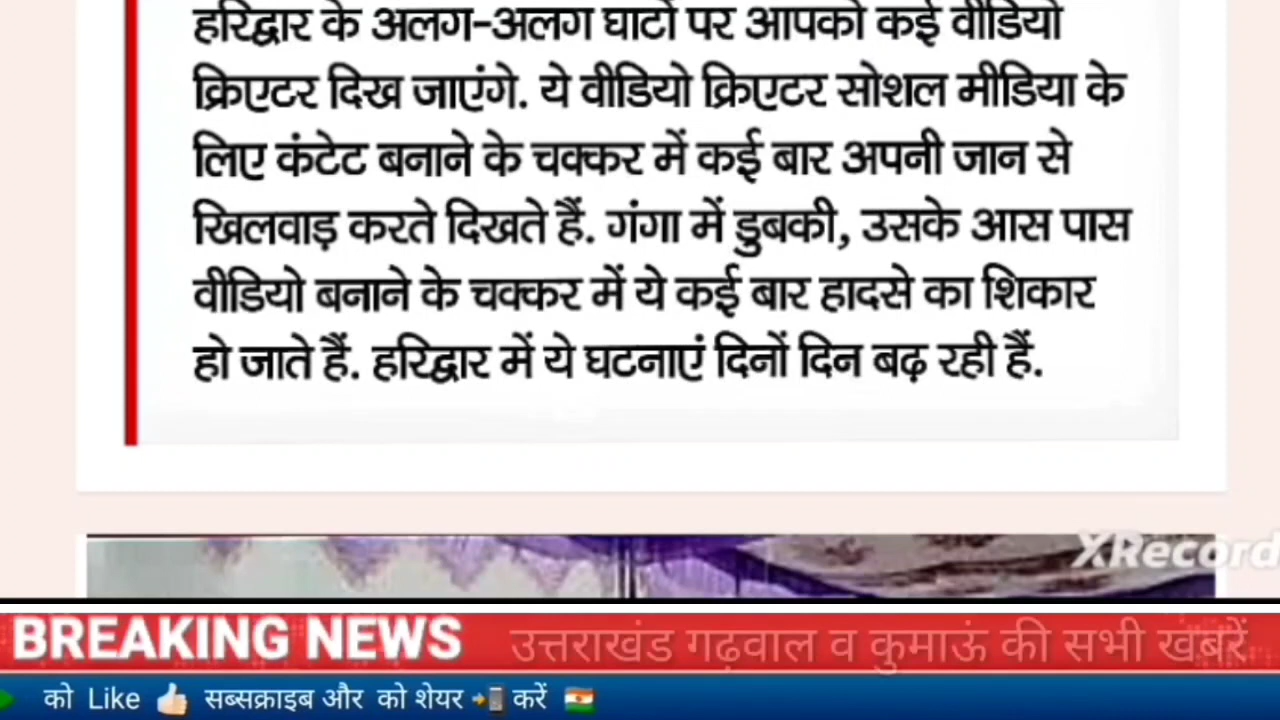 हरिद्वार के अलग-अलग घाटों पर आपको कई वीडियो
क्रिएटर दिख जाएंगे. ये वीडियो क्रिएटर सोशल मीडिया के
लिए कंटेट बनाने के चक्कर में कई बार अपनी जान से
खिलवाड़ करते दिखते हैं. गंगा में डुबकी, उसके आस पास
वीडियो बनाने के चक्कर में ये कई बार हादसे का शिकार
हो जाते हैं. हरिद्वार में ये घटनाएं दिनों दिन बढ़ रही हैं.
XRecord
BREAKING NEWS उत्तराखंड गढ़वाल व कुमाऊं की सभी खबरें
को Like 👍🏻 सब्सक्राइब और को शेयर 📲 करें 🇮🇳